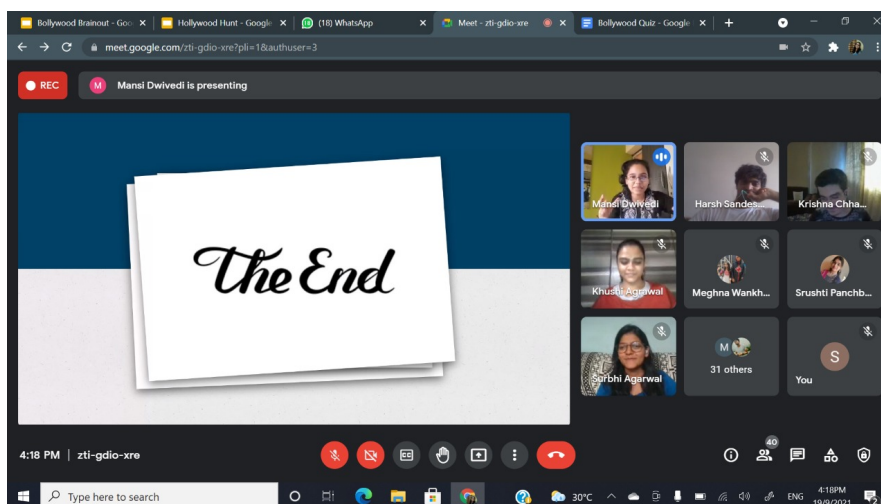 Bollywood Brainout - Goo
Hollywood Hunt - Google
(18) WhatsApp
Meet - zti-gdio-xre
Bollywood Quiz - Google
meet.google.com/zti-gdio-xre?pli=1&authuser=3
REC
M
Mansi Dwivedi is presenting
The End
Mansi Dwivedi
Harsh Sandes...
Krishna Chha...
Khushi Agrawal
Meghna Wankh...
Srushti Panchb...
Surbhi Agarwal
M
31 others
S
You
4:18 PM | zti-gdio-xre
CC
40
Type here to search
30°C
ENG
4:18PM
19/9/2021